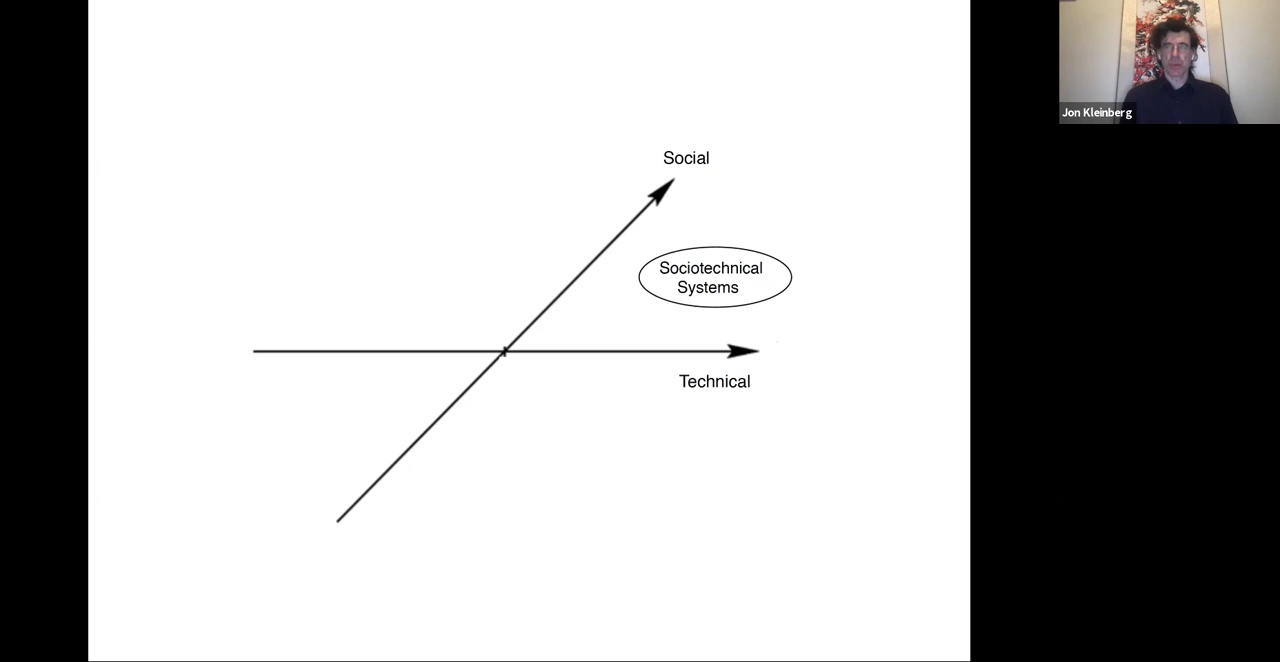 Social
Sociotechnical
Systems
Technical
Jon Kleinberg